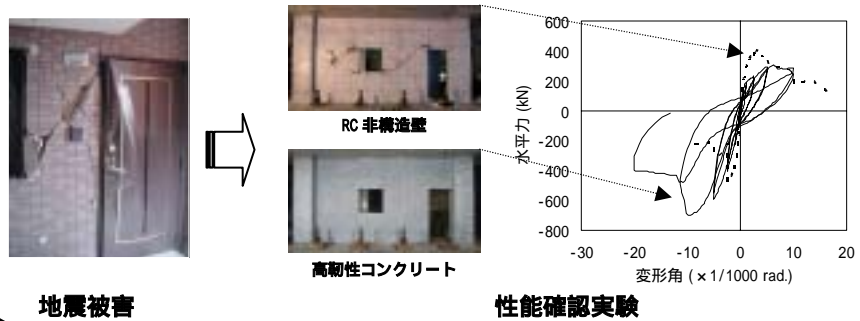 RC 非構造壁
高靭性コンクリート
地震被害
600
400
200
0
-200
-400
-600
-800
水平力 (kN)
-30 -20 -10 0 10 20
変形角 ( × 1/1000 rad.)
性能確認実験